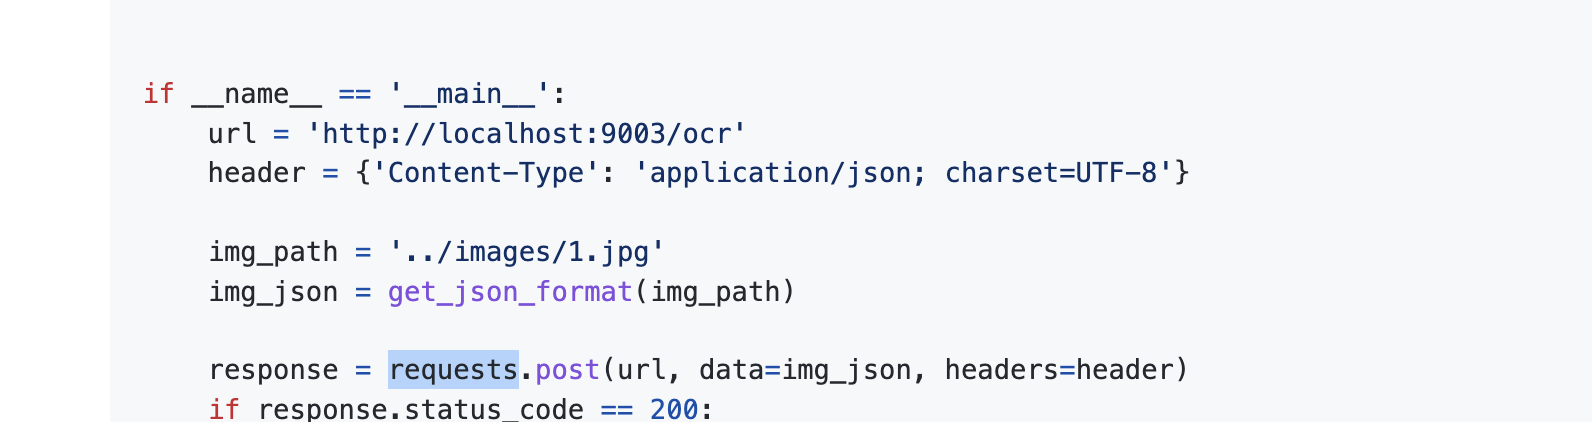 if __name__ == '__main__':
    url = 'http://localhost:9003/ocr'
    header = {'Content-Type': 'application/json; charset=UTF-8'}
    img_path = '../images/1.jpg'
    img_json = get_json_format(img_path)
    response = requests.post(url, data=img_json, headers=header)
    if response.status_code == 200: